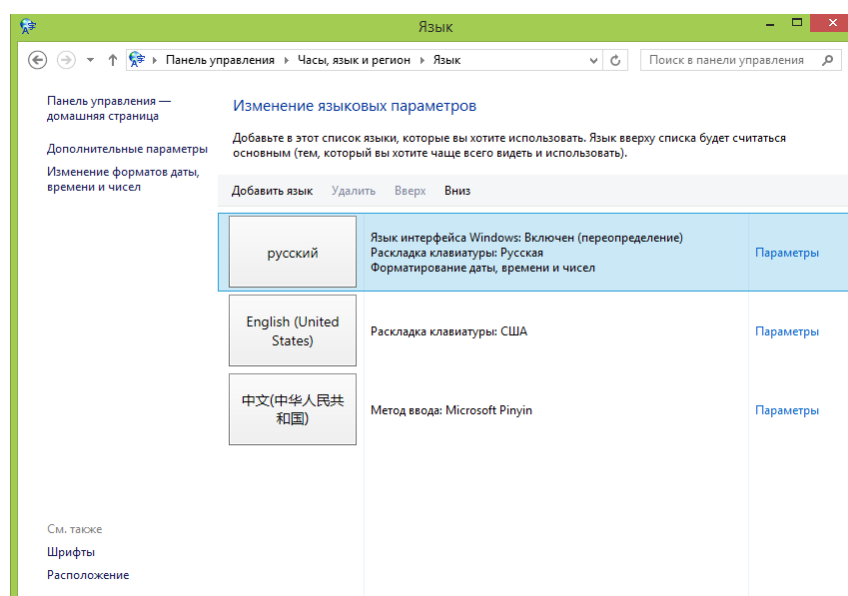 Язык
Панель управления
Часы, язык и регион
Язык
Поиск в панели управления
Панель управления —
домашняя страница
Дополнительные параметры
Изменение форматов даты,
времени и чисел
Изменение языковых параметров
Добавьте в этот список языки, которые вы хотите использовать. Язык вверху списка будет считаться
основным (тем, который вы хотите чаще всего видеть и использовать).
Добавить язык Удалить Вверх Вниз
русский
Язык интерфейса Windows: Включен (переопределение)
Раскладка клавиатуры: Русская
Форматирование даты, времени и чисел
Параметры
English (United
States)
Раскладка клавиатуры: США
Параметры
中文(中华人民共
和国)
Метод ввода: Microsoft Pinyin
Параметры
См. также
Шрифты
Расположение